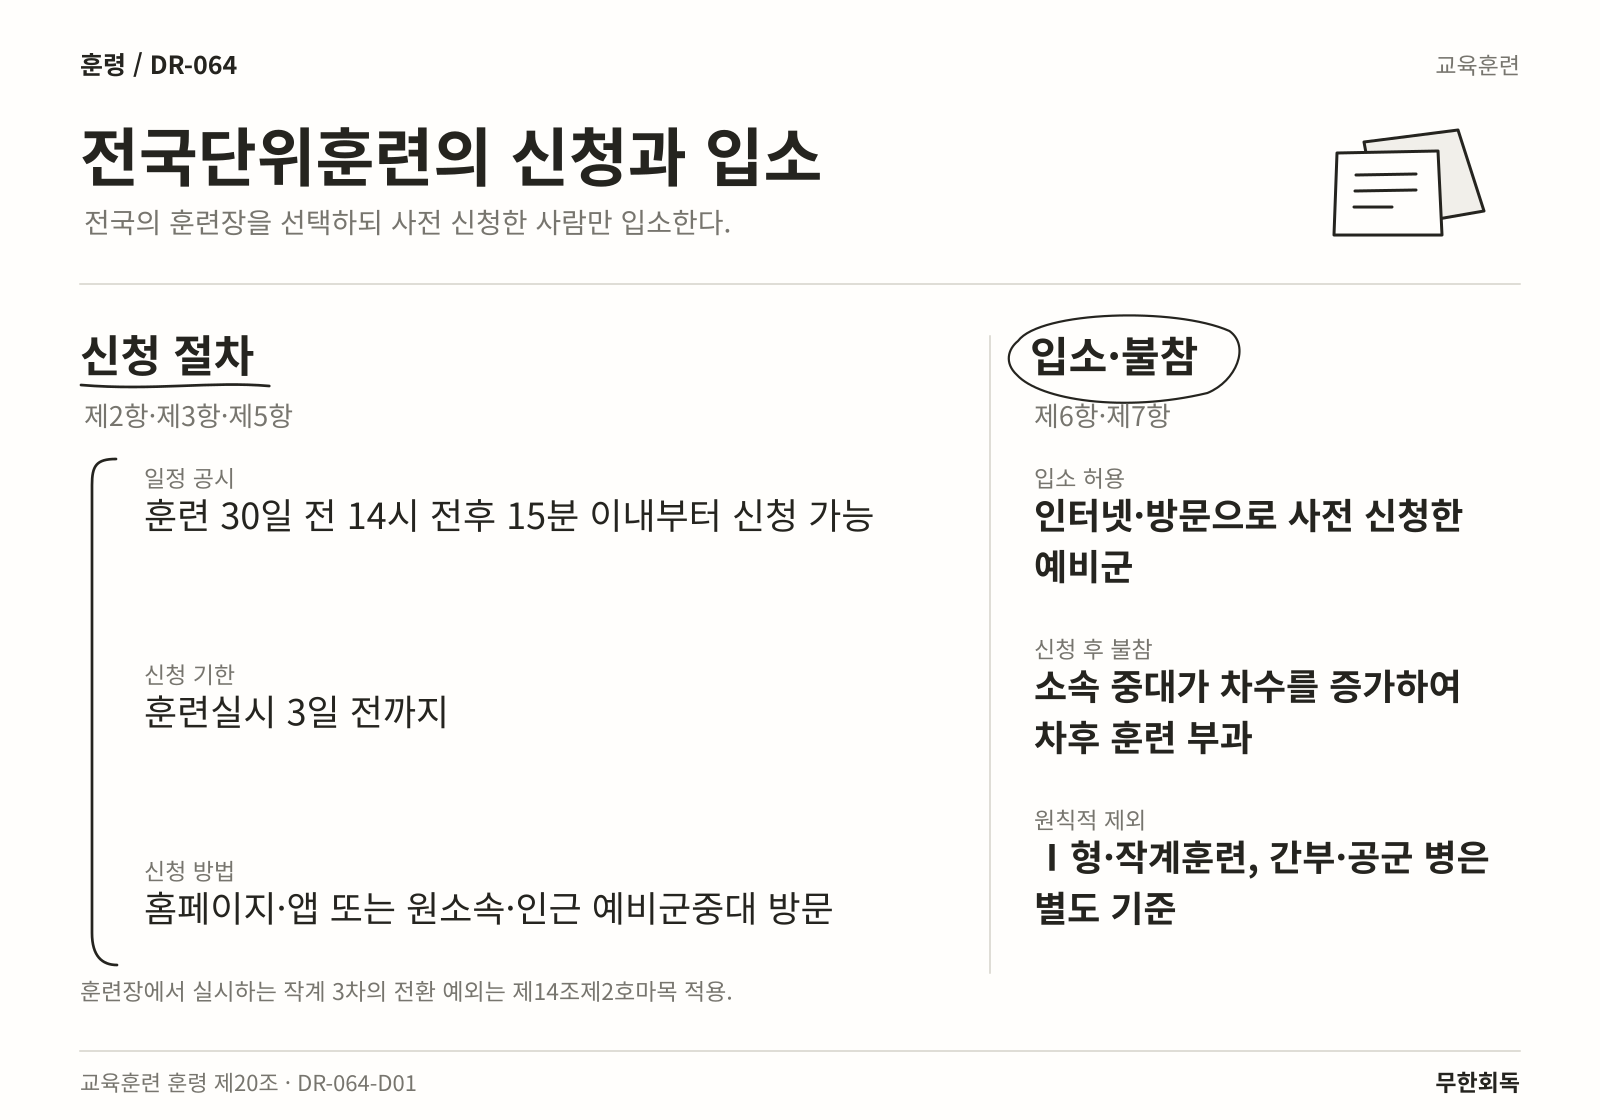 훈령 / DR-064
교육훈련
전국단위훈련의 신청과 입소
전국의 훈련장을 선택하되 사전 신청한 사람만 입소한다.
신청 절차
제2항·제3항·제5항
일정 공시
훈련 30일 전 14시 전후 15분 이내부터 신청 가능
신청 기한
훈련실시 3일 전까지
신청 방법
홈페이지·앱 또는 원소속·인근 예비군중대 방문
훈련장에서 실시하는 작계 3차의 전환 예외는 제14조제2호마목 적용.
입소·불참
제6항·제7항
입소 허용
인터넷·방문으로 사전 신청한
예비군
신청 후 불참
소속 중대가 차수를 증가하여
차후 훈련 부과
원칙적 제외
Ⅰ형·작계훈련, 간부·공군 병은
별도 기준
교육훈련 훈령 제20조 · DR-064-D01
무한회독